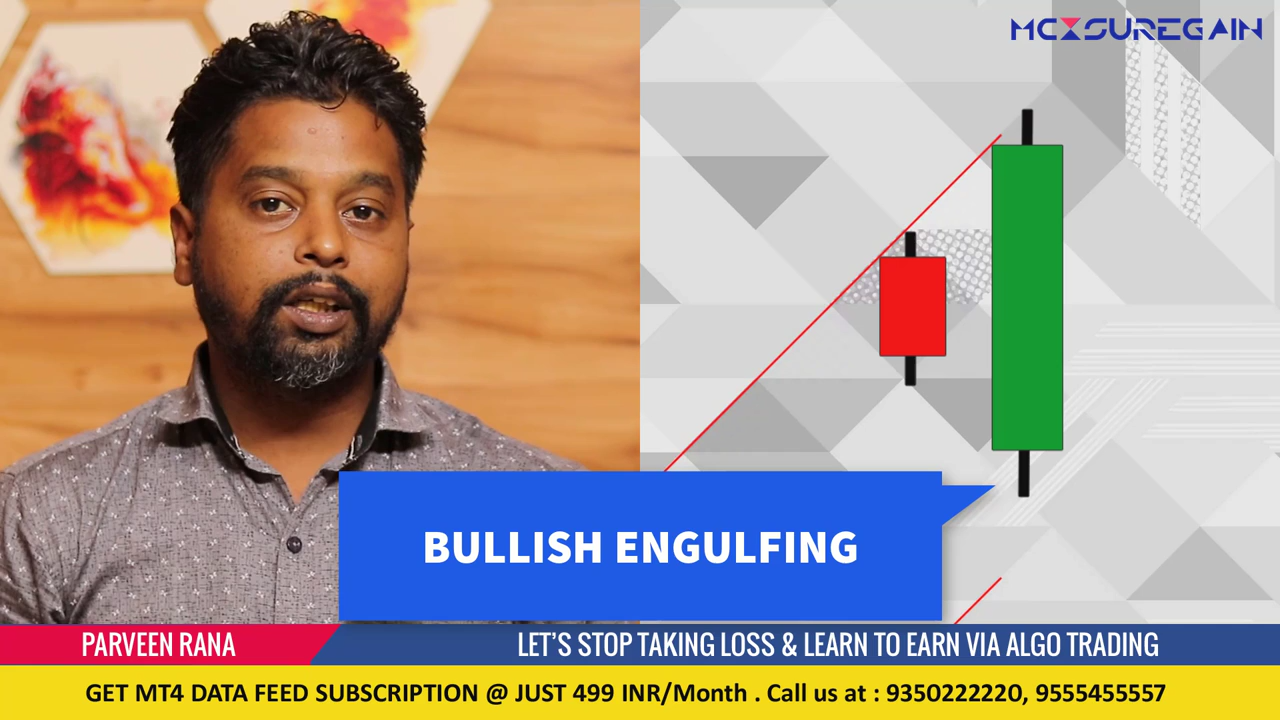 MCXSUREGAIN
BULLISH ENGULFING
PARVEEN RANA
LET'S STOP TAKING LOSS & LEARN TO EARN VIA ALGO TRADING
GET MT4 DATA FEED SUBSCRIPTION @ JUST 499 INR/Month . Call us at : 9350222220, 9555455557